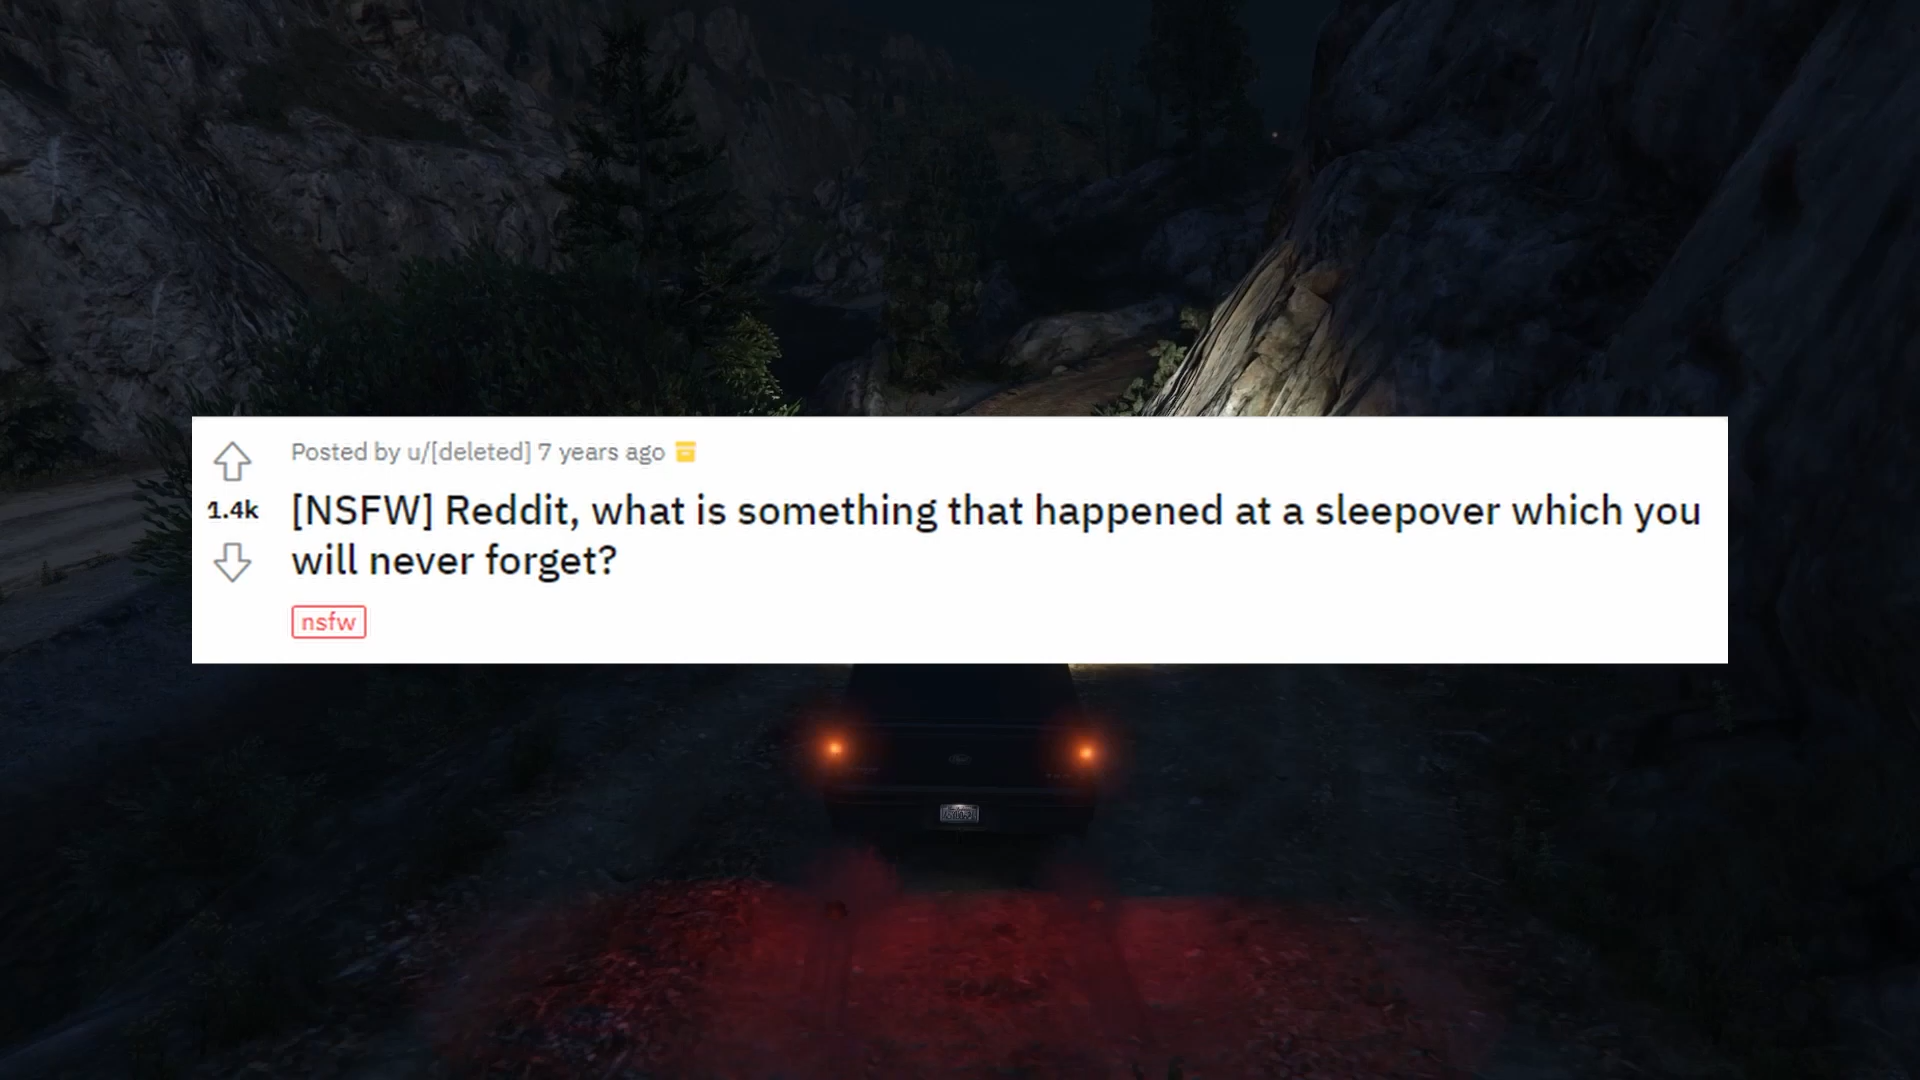 Posted by u/[deleted] 7 years ago
1.4k
[NSFW] Reddit, what is something that happened at a sleepover which you
will never forget?
nsfw